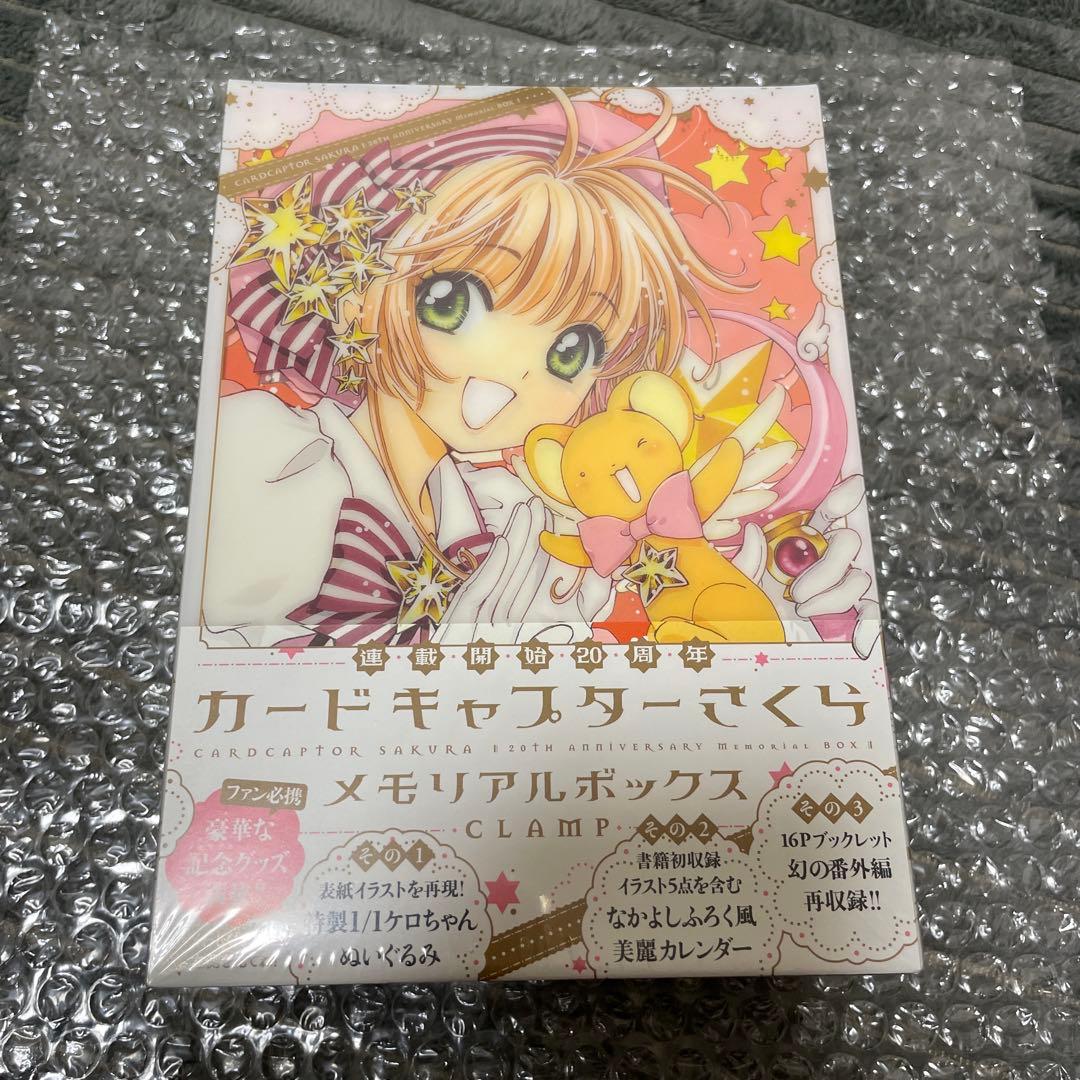 CARDCAPTOR SAKURA 20TH ANNIVERSARY Memorial BOX
連載開始20周年
カードキャプターさくら
CARDCAPTOR SAKURA 20TH ANNIVERSARY Memorial BOX
メモリアルボックス
CLAMP
ファン必携
豪華な
記念グッズ
その1
表紙イラストを再現!
特製1/1ケロちゃん
ぬいぐるみ
その2
書籍初収録
イラスト5点を含む
なかよしふろく風
美麗カレンダー
その3
16Pブックレット
幻の番外編
再収録!!